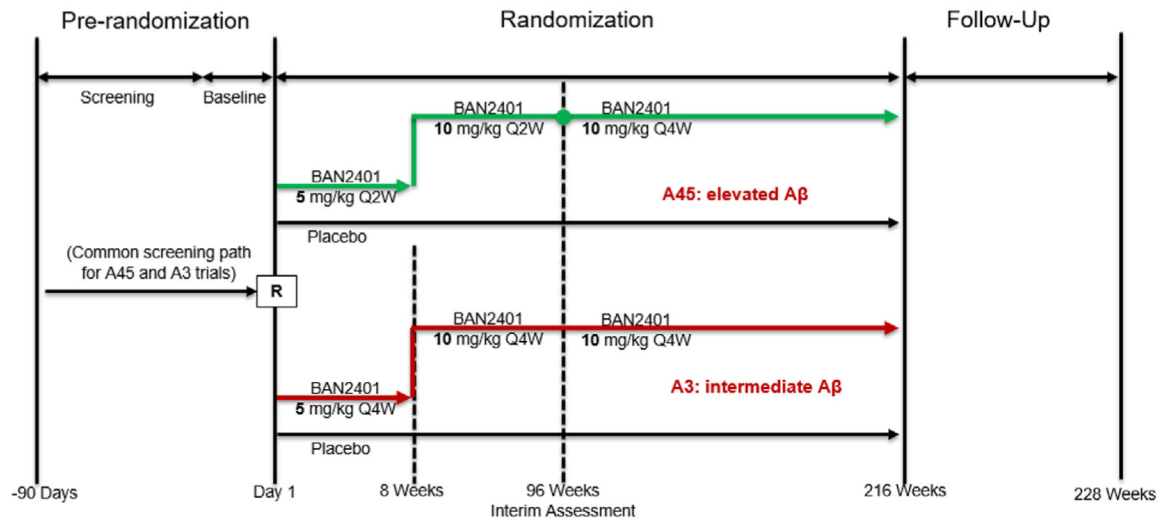 Pre-randomization
Randomization
Follow-Up
Screening
Baseline
BAN2401
10 mg/kg Q2W
BAN2401
10 mg/kg Q4W
BAN2401
5 mg/kg Q2W
A45: elevated Aβ
Placebo
(Common screening path
for A45 and A3 trials)
R
BAN2401
10 mg/kg Q4W
BAN2401
10 mg/kg Q4W
BAN2401
5 mg/kg Q4W
A3: intermediate Aβ
Placebo
-90 Days
Day 1
8 Weeks
96 Weeks
Interim Assessment
216 Weeks
228 Weeks